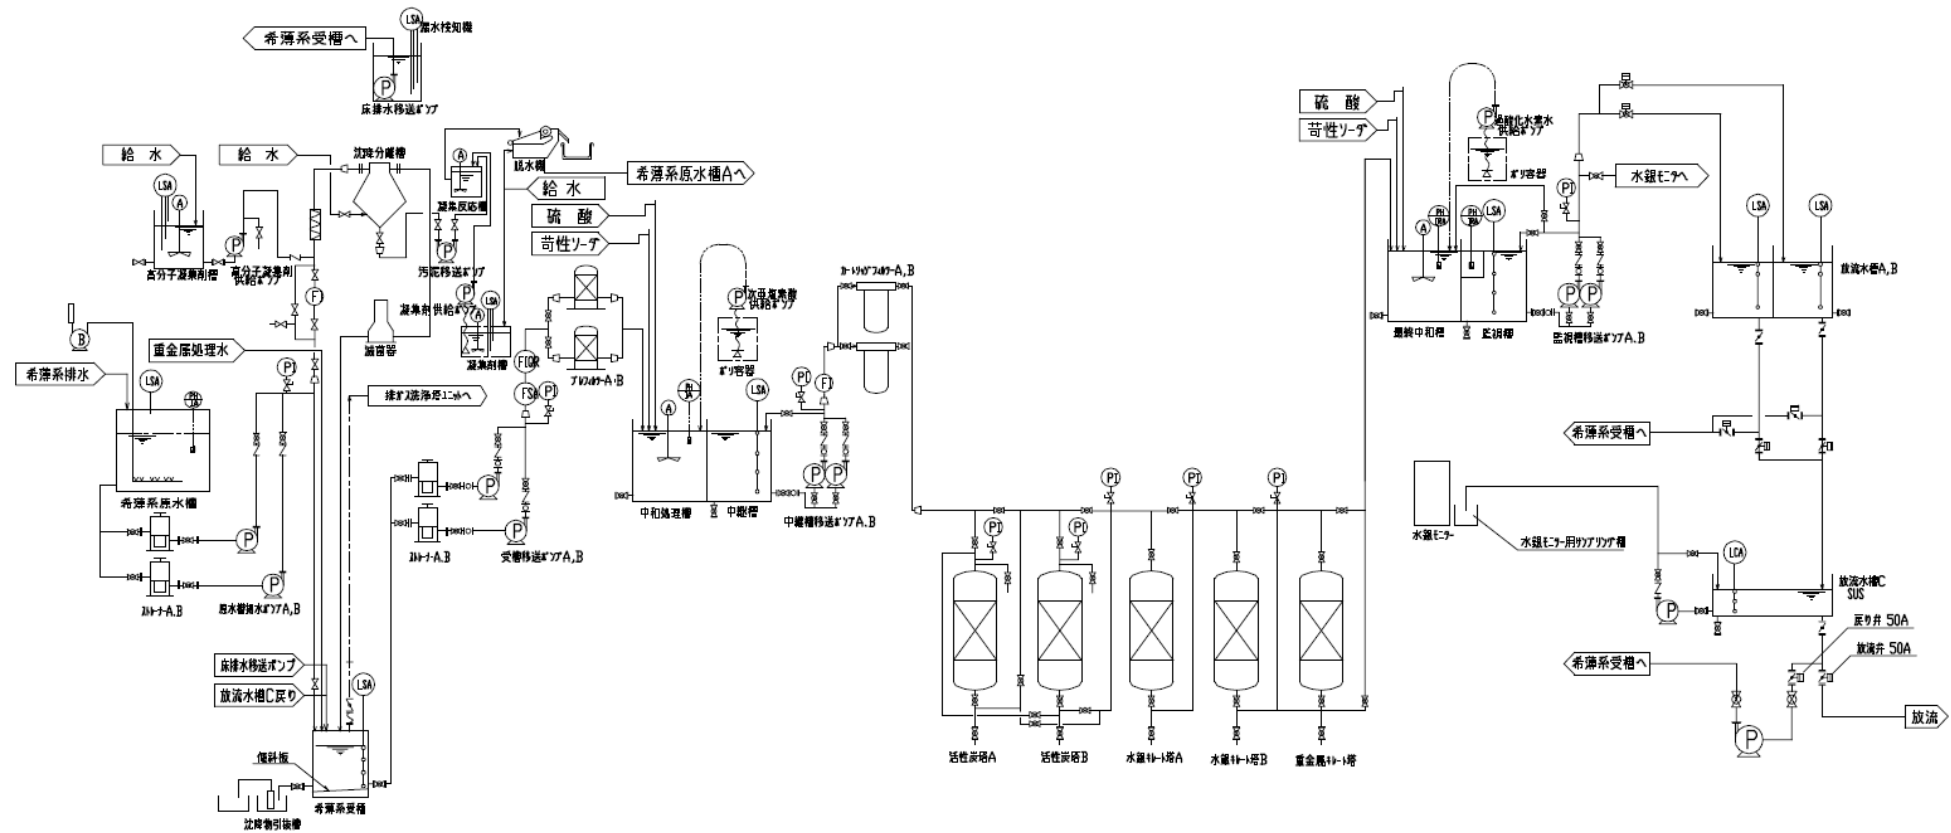 希薄系受槽へ
LSA
漏水検知機
P
床排水移送ポンプ
給 水
給 水
沈降分離槽
LSA
A
P
高分子凝集剤槽
高分子凝集剤
供給ポンプ
FI
A
凝集反応槽
脱水機
希薄系原水槽Aへ
給 水
硫 酸
苛性ソーダ
P
汚泥移送ポンプ
P
凝集剤供給ポンプ
LSA
A
凝集剤槽
滅菌器
B
重金属処理水
希薄系排水
LSA
PH
IA
希薄系原水槽
PI
P
P
ストレーナーA,B
原水槽揚水ポンプA,B
排ガス洗浄塔ユニットへ
床排水移送ポンプ
放流水槽C戻り
LSA
傾斜板
希薄系受槽
沈降物引抜槽
FIQR
FSA
PI
P
P
ストレーナーA.B
受槽移送ポンプA,B
プレフィルターA・B
A
PH
IA
P
次亜塩素酸
供給ポンプ
ポリ容器
LSA
中和処理槽
中継槽
PI
FI
P
P
中継槽移送ポンプA.B
カートリッジフィルターA,B
PI
PI
PI
PI
PI
活性炭塔A
活性炭塔B
水銀キレート塔A
水銀キレート塔B
重金属キレート塔
硫 酸
苛性ソーダ
P
過酸化水素水
供給ポンプ
ポリ容器
A
PH
IRA
PH
IRA
LSA
最終中和槽
監視槽
PI
P
P
監視槽移送ポンプA.B
水銀モニターへ
LSA
LSA
放流水槽A,B
希薄系受槽へ
水銀モニター
水銀モニター用サンプリング槽
LCA
P
放流水槽C
SUS
戻り弁 50A
放流弁 50A
希薄系受槽へ
P
放流